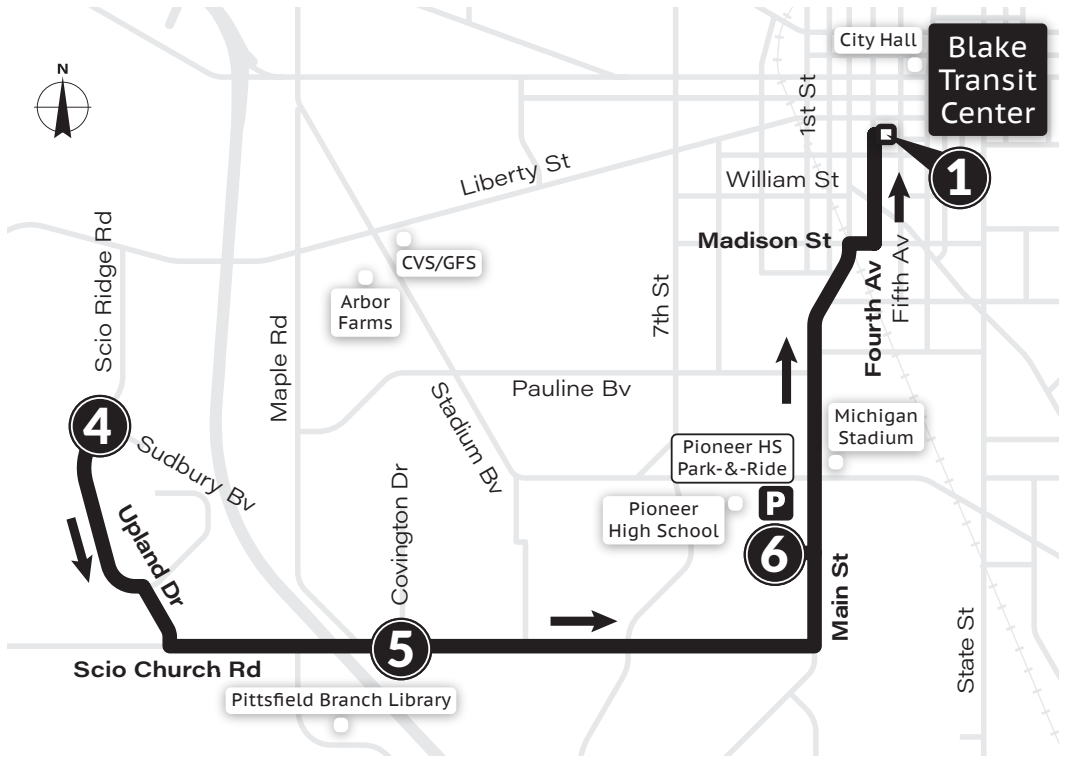 N
City Hall
Blake
Transit
Center
1st St
1
Liberty St
William St
Scio Ridge Rd
Madison St
CVS/GFS
Arbor
Farms
Fourth Av
Fifth Av
7th St
Maple Rd
Pauline Bv
Stadium Bv
4
Sudbury Bv
Michigan
Stadium
Pioneer HS
Park-&-Ride
P
Pioneer
High School
Covington Dr
Upland Dr
6
Main St
State St
5
Scio Church Rd
Pittsfield Branch Library